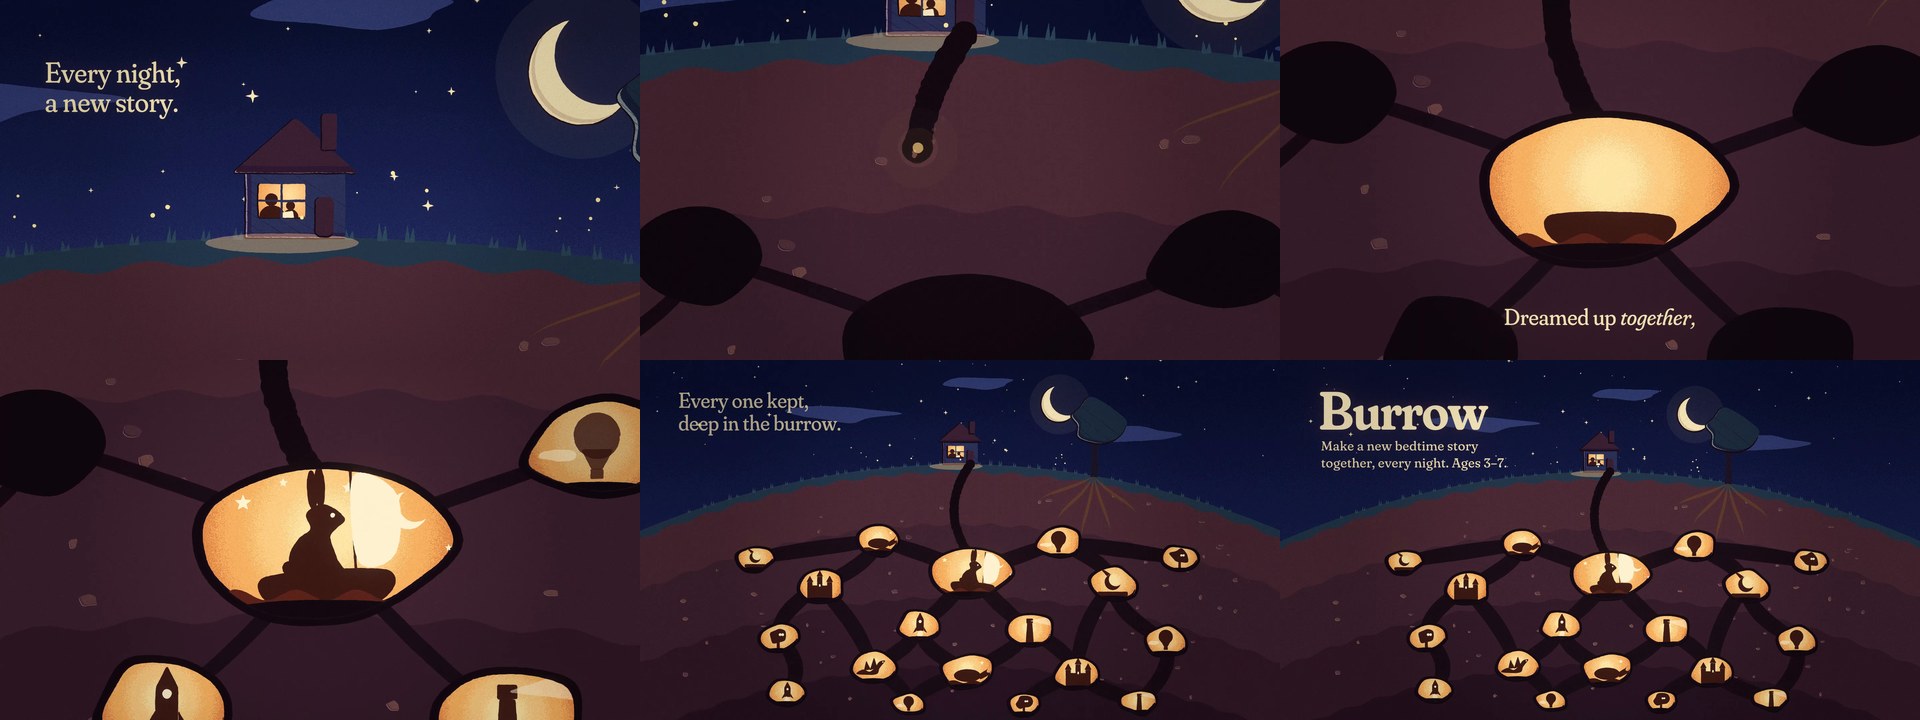 Every night,
a new story.
Dreamed up together,
Every one kept,
deep in the burrow.
Burrow
Make a new bedtime story
together, every night. Ages 3–7.